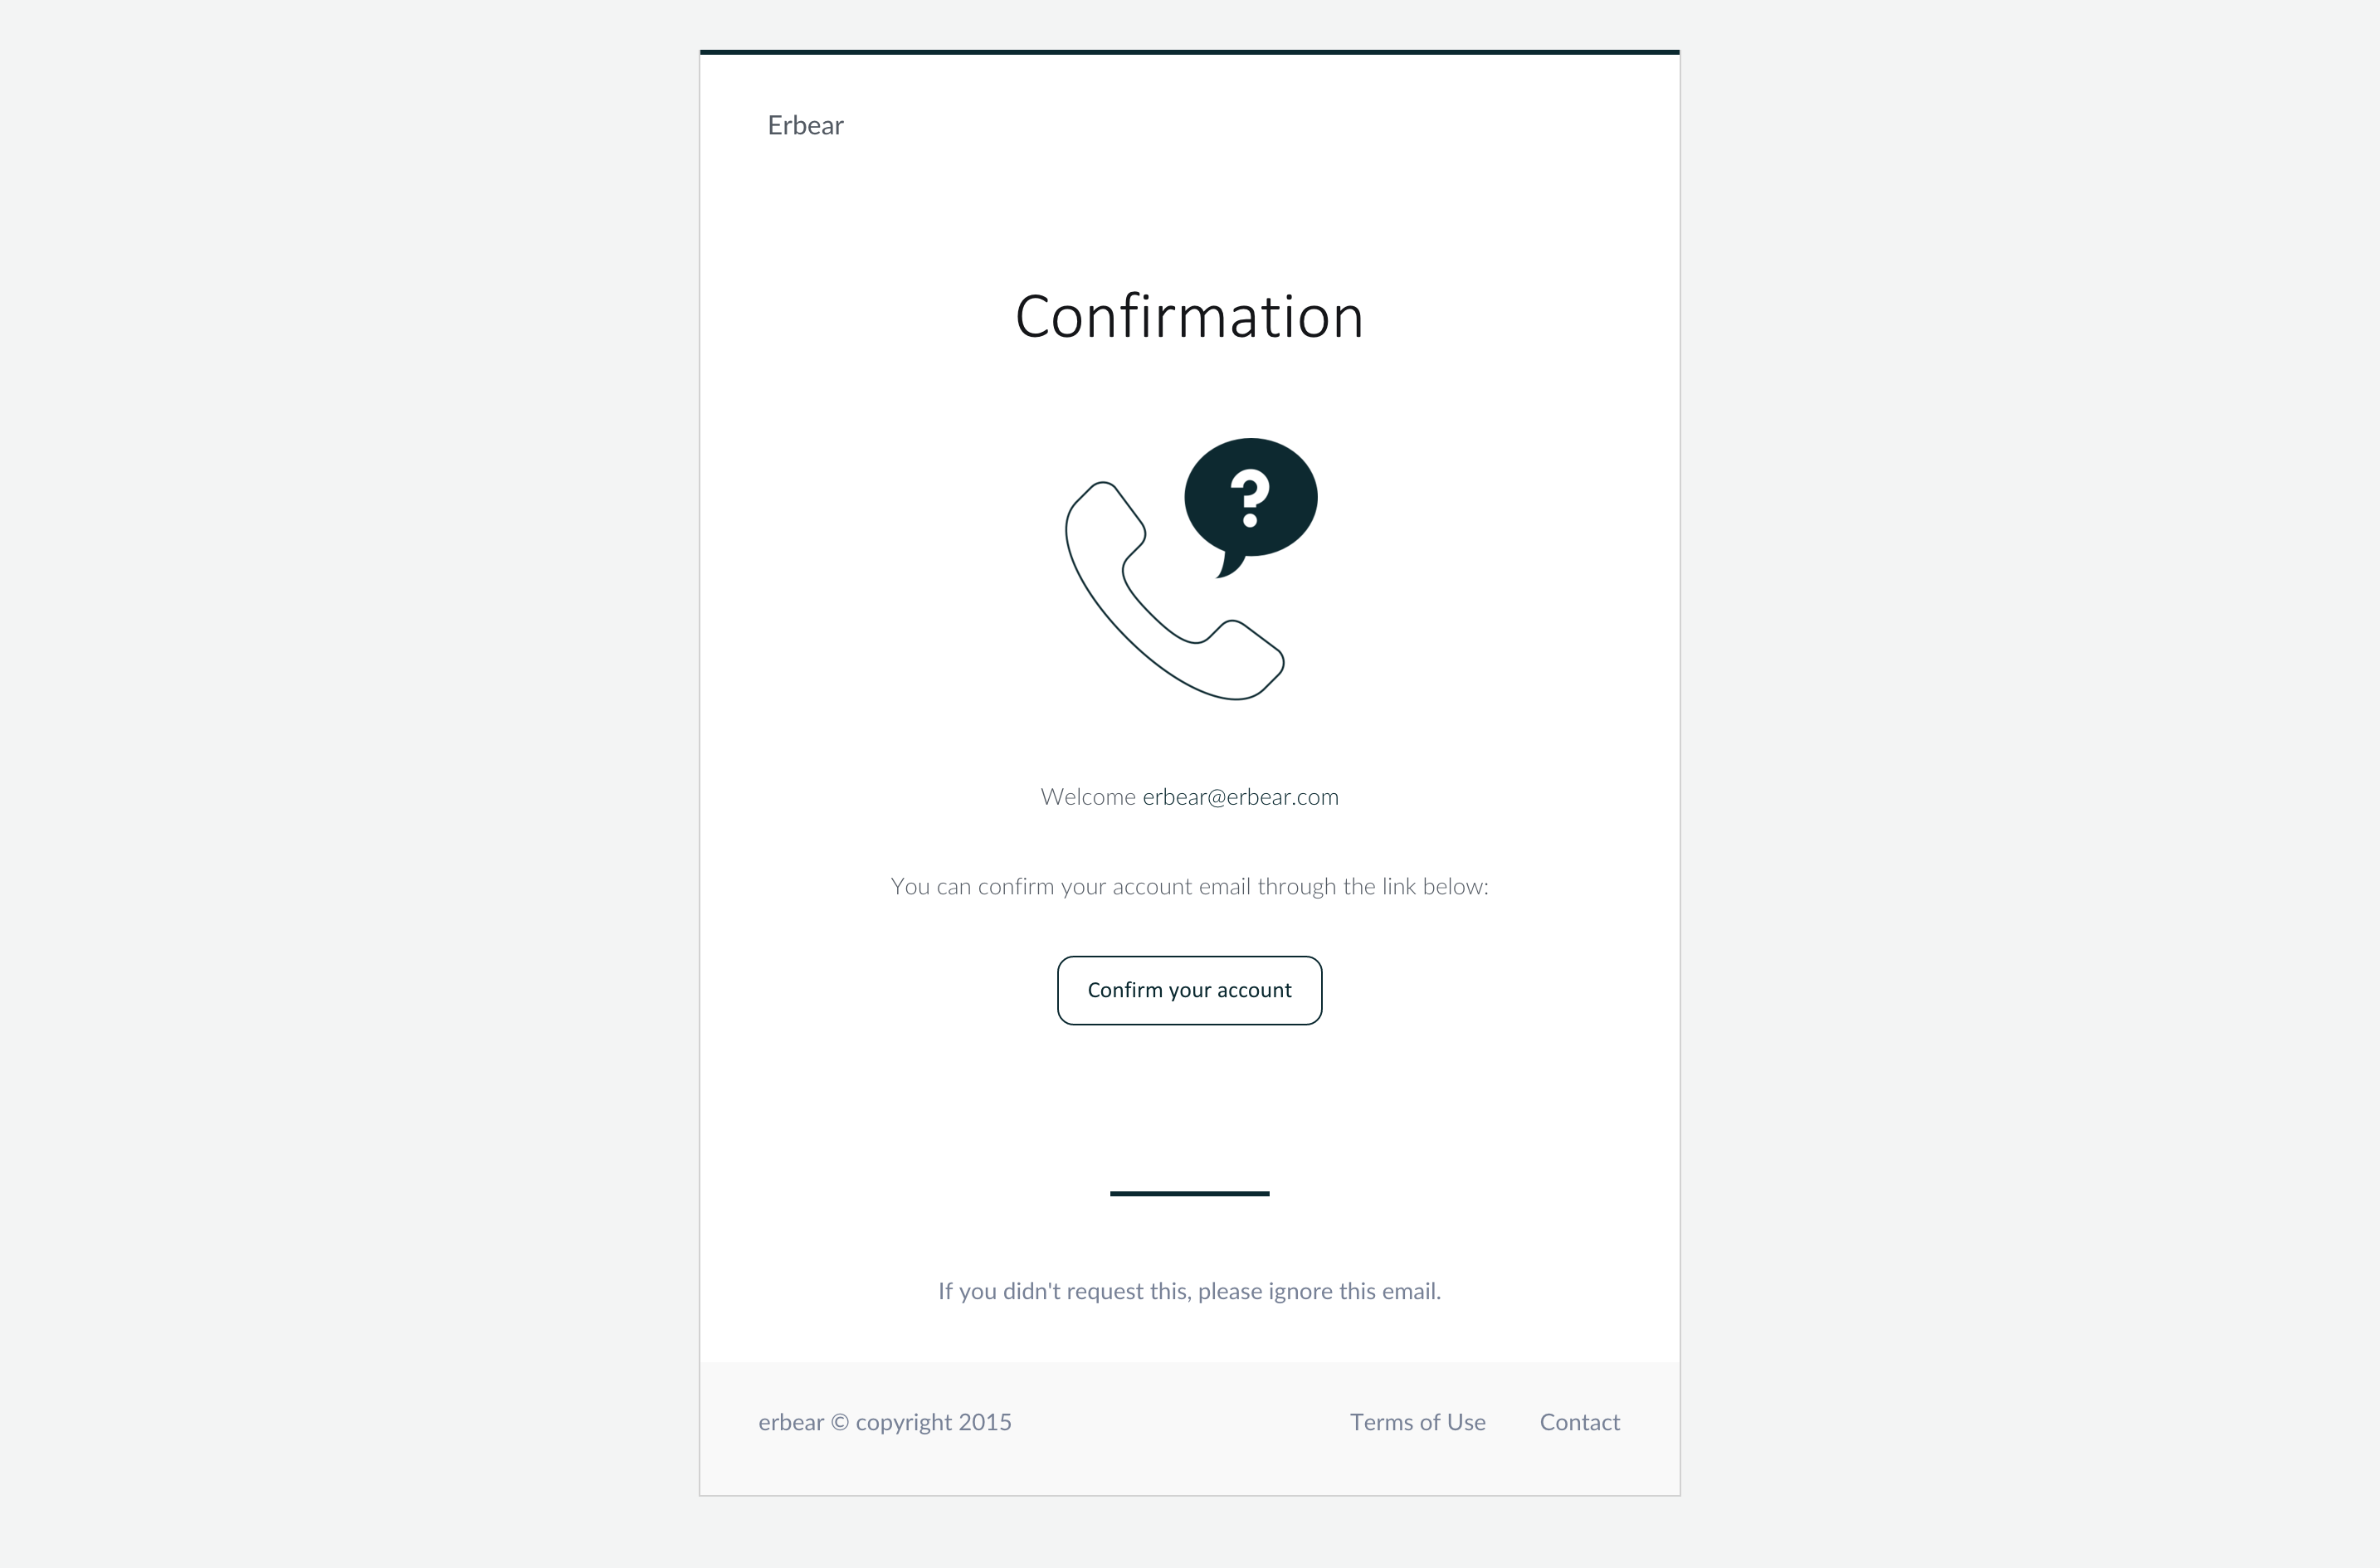 Erbear
Confirmation
?
Welcome erbear@erbear.com
You can confirm your account email through the link below:
Confirm your account
If you didn't request this, please ignore this email.
erbear © copyright 2015
Terms of Use
Contact